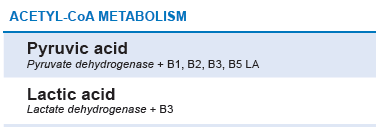 ACETYL-CoA METABOLISM
Pyruvic acid
Pyruvate dehydrogenase + B1, B2, B3, B5 LA
Lactic acid
Lactate dehydrogenase + B3